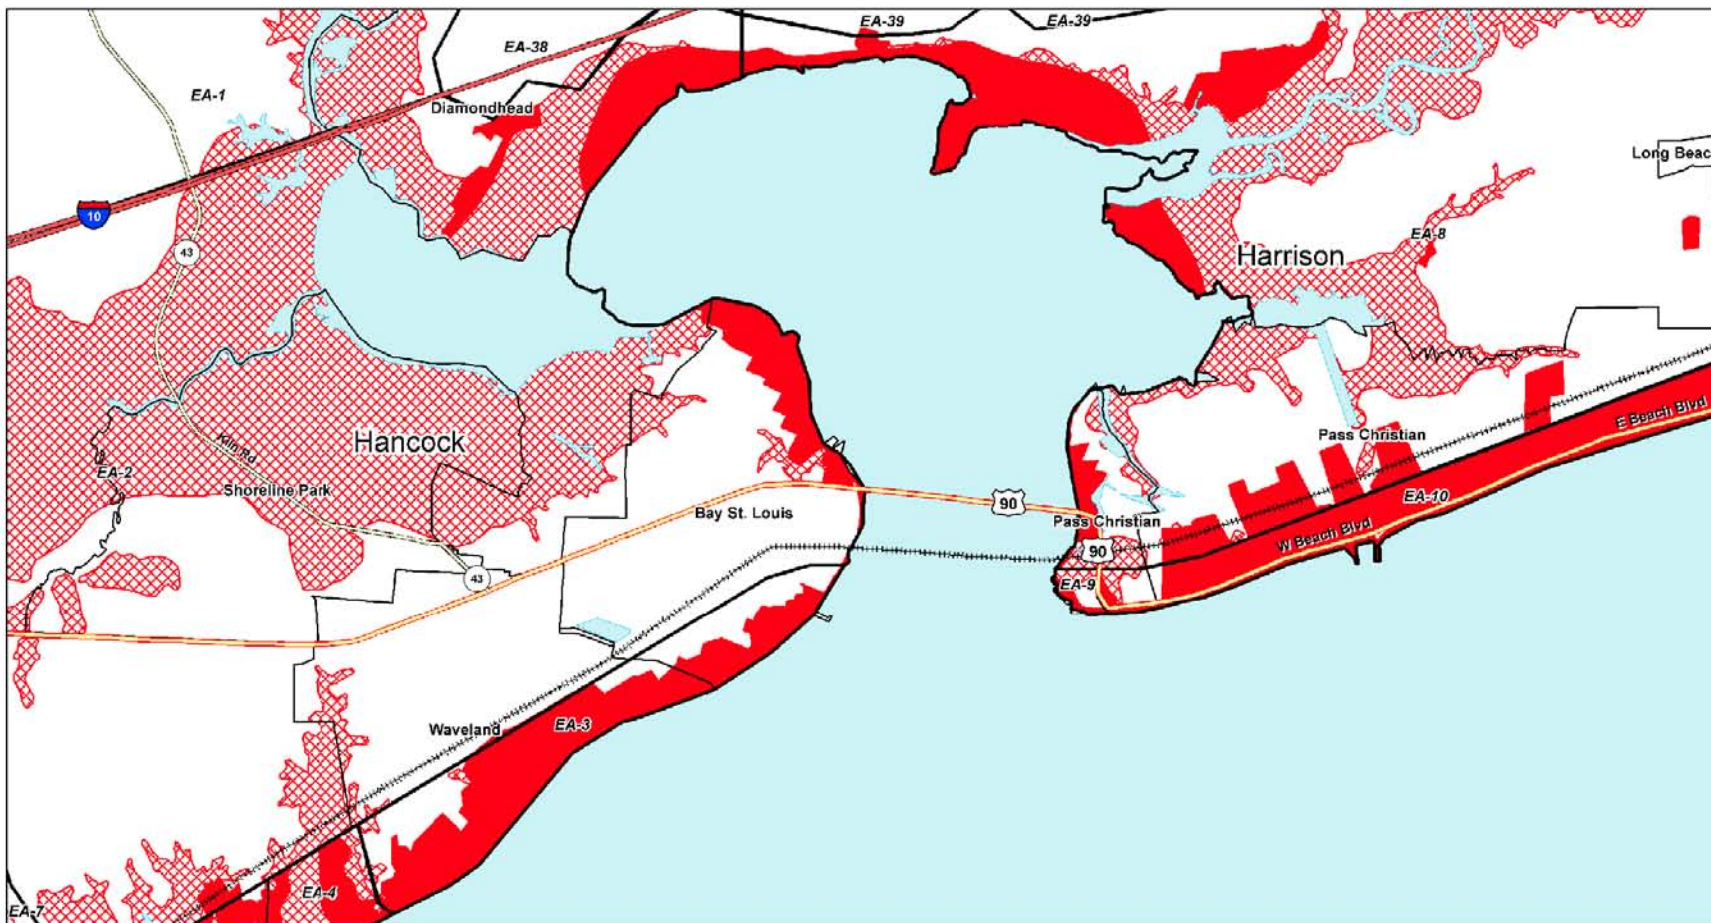 EA-39
EA-39
EA-38
EA-1
Diamondhead
Long Beac
10
43
EA-8
Harrison
E Beach Blvd
Pass Christian
Hancock
Kiln Rd
EA-2
Shoreline Park
EA-10
90
Bay St. Louis
Pass Christian
W Beach Blvd
90
43
EA-9
EA-3
Waveland
EA-4
EA-7